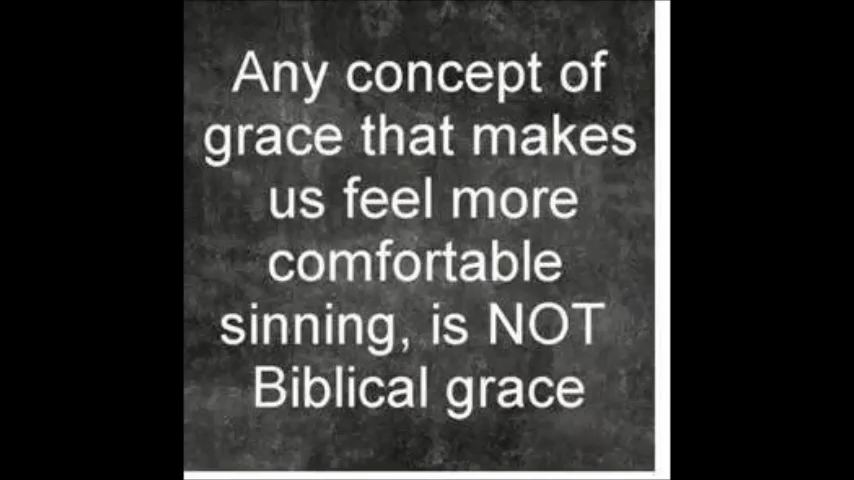 Any concept of
grace that makes
us feel more
comfortable
sinning, is NOT
Biblical grace